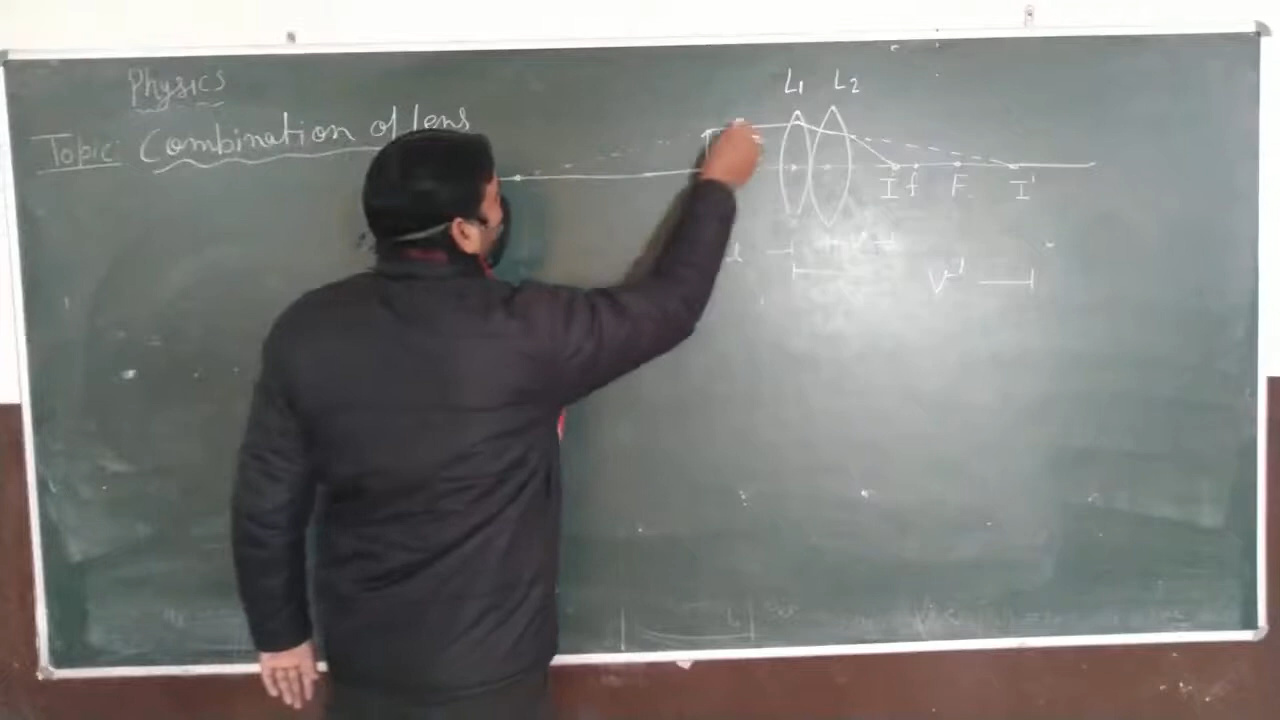 Physics
Topic: Combination of lens
L1 L2
I f F I'
u v
v'